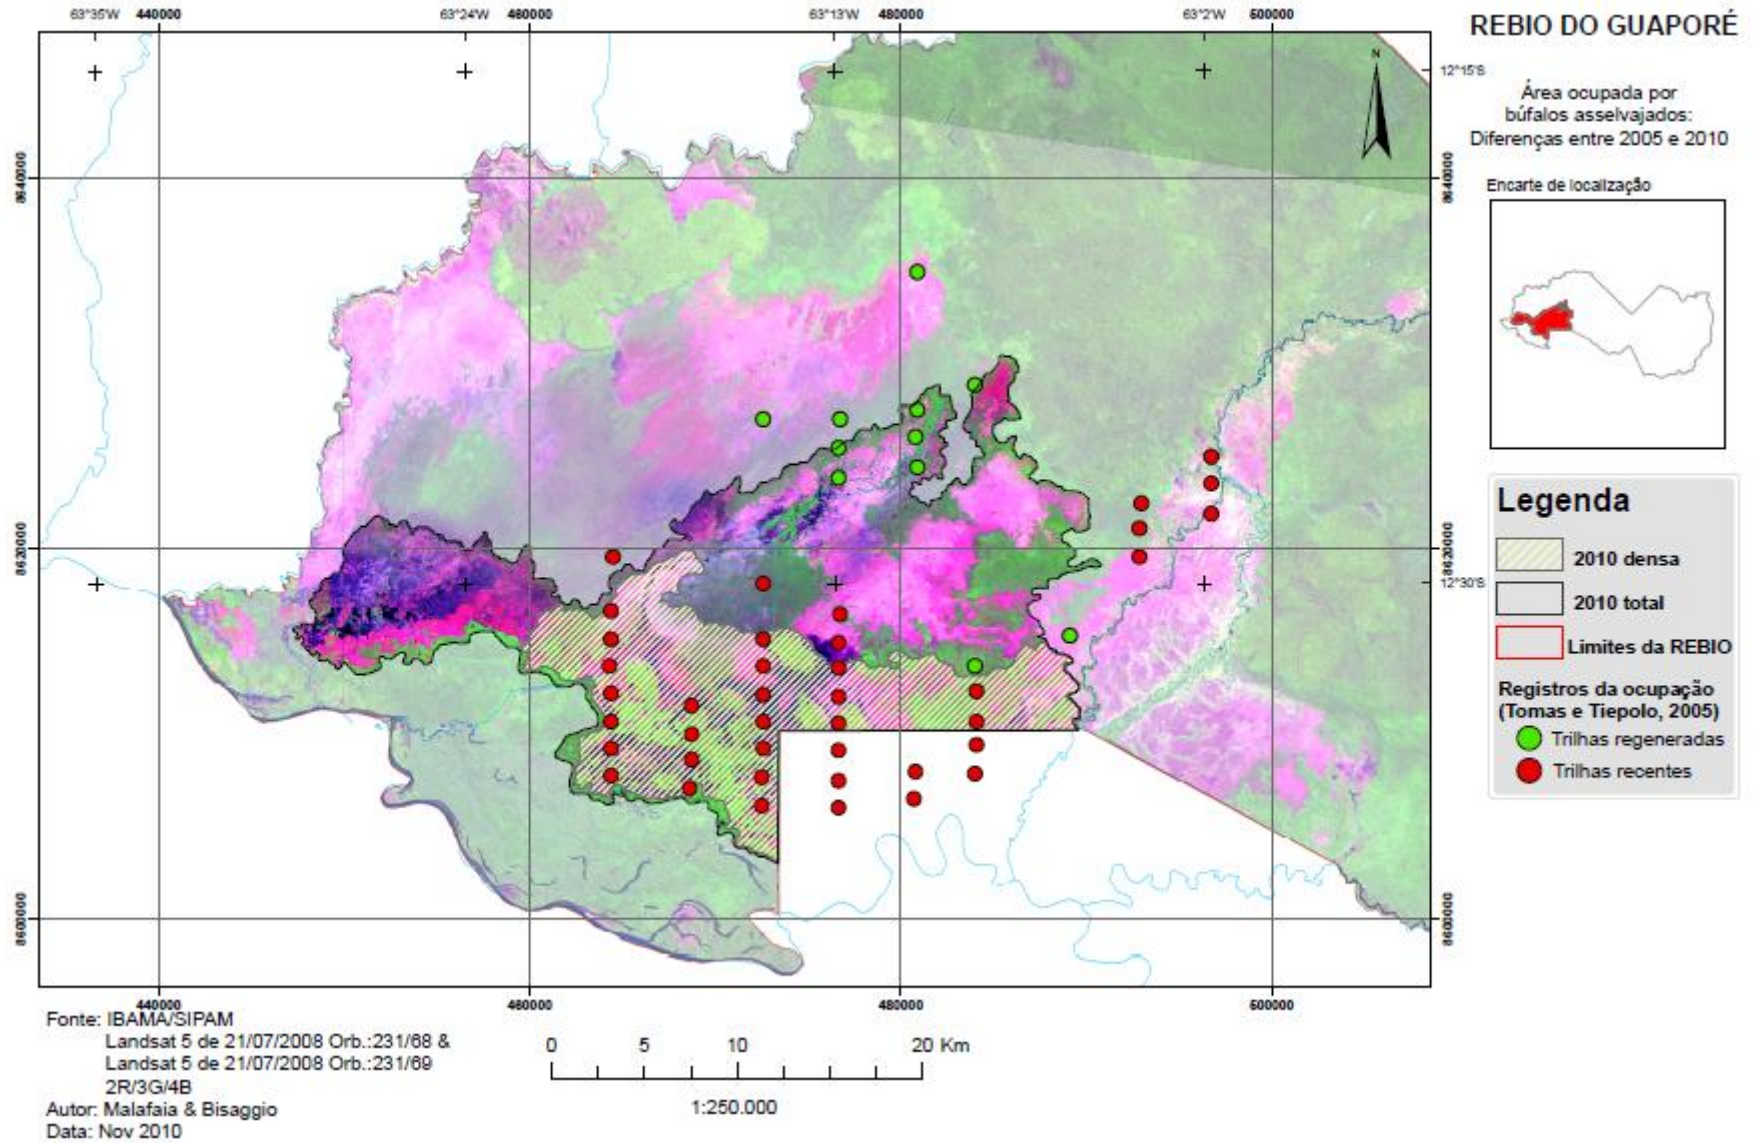 63°35'W 440000 63°24'W 460000 63°13'W 480000 63°2'W 500000
REBIO DO GUAPORÉ
12°15'S
Área ocupada por
búfalos asselvajados:
Diferenças entre 2005 e 2010
N
8640000 8640000
Encarte de localização
Legenda
2010 densa
2010 total
Limites da REBIO
Registros da ocupação
(Tomas e Tiepolo, 2005)
Trilhas regeneradas
Trilhas recentes
8620000 8620000
12°30'S
8600000 8600000
440000 460000 480000 500000
Fonte: IBAMA/SIPAM
Landsat 5 de 21/07/2008 Orb.:231/68 &
Landsat 5 de 21/07/2008 Orb.:231/69
2R/3G/4B
Autor: Malafaia & Bisaggio
Data: Nov 2010
0 5 10 20 Km
1:250.000